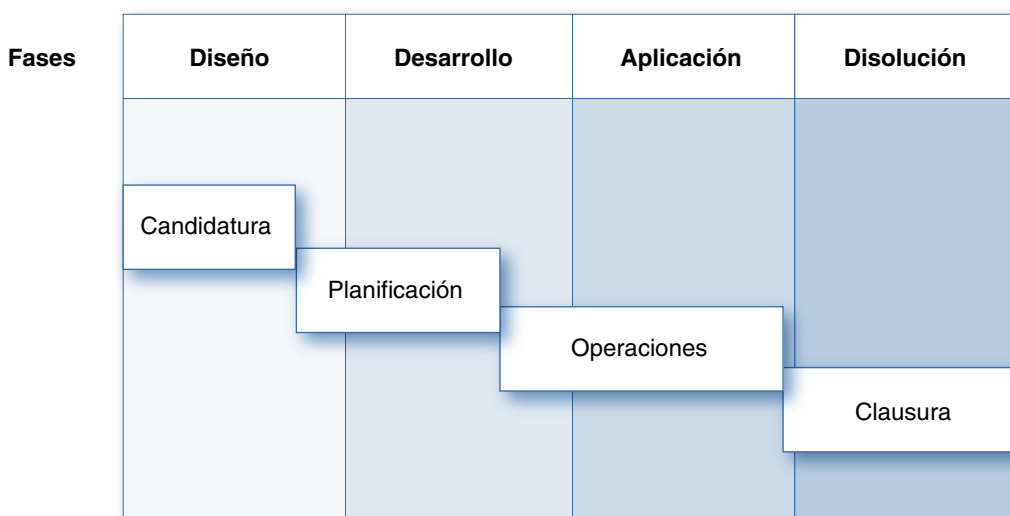 Fases
Diseño
Desarrollo
Aplicación
Disolución
Candidatura
Planificación
Operaciones
Clausura